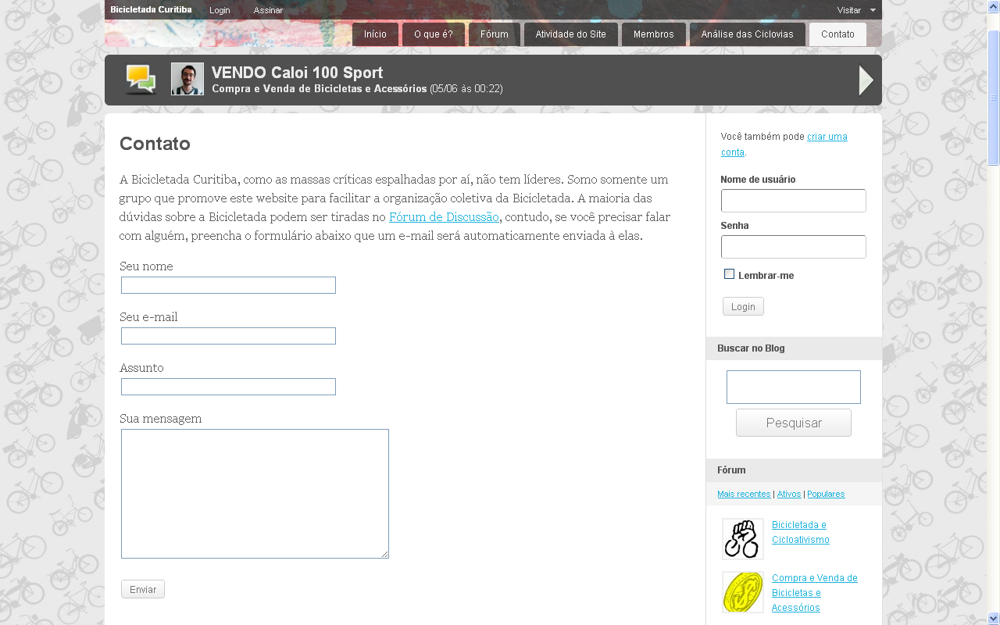 Bicicletada Curitiba Login Assinar Visitar
Início O que é? Fórum Atividade do Site Membros Análise das Ciclovias Contato
VENDO Caloi 100 Sport
Compra e Venda de Bicicletas e Acessórios (05/06 às 00:22)
Contato
A Bicicletada Curitiba, como as massas críticas espalhadas por aí, não tem líderes. Somo somente um
grupo que promove este website para facilitar a organização coletiva da Bicicletada. A maioria das
dúvidas sobre a Bicicletada podem ser tiradas no Fórum de Discussão, contudo, se você precisar falar
com alguém, preencha o formulário abaixo que um e-mail será automaticamente enviada à elas.
Seu nome
Seu e-mail
Assunto
Sua mensagem
Enviar
Você também pode criar uma
conta.
Nome de usuário
Senha
Lembrar-me
Login
Buscar no Blog
Pesquisar
Fórum
Mais recentes | Ativos | Populares
Bicicletada e
Cicloativismo
Compra e Venda de
Bicicletas e
Acessórios